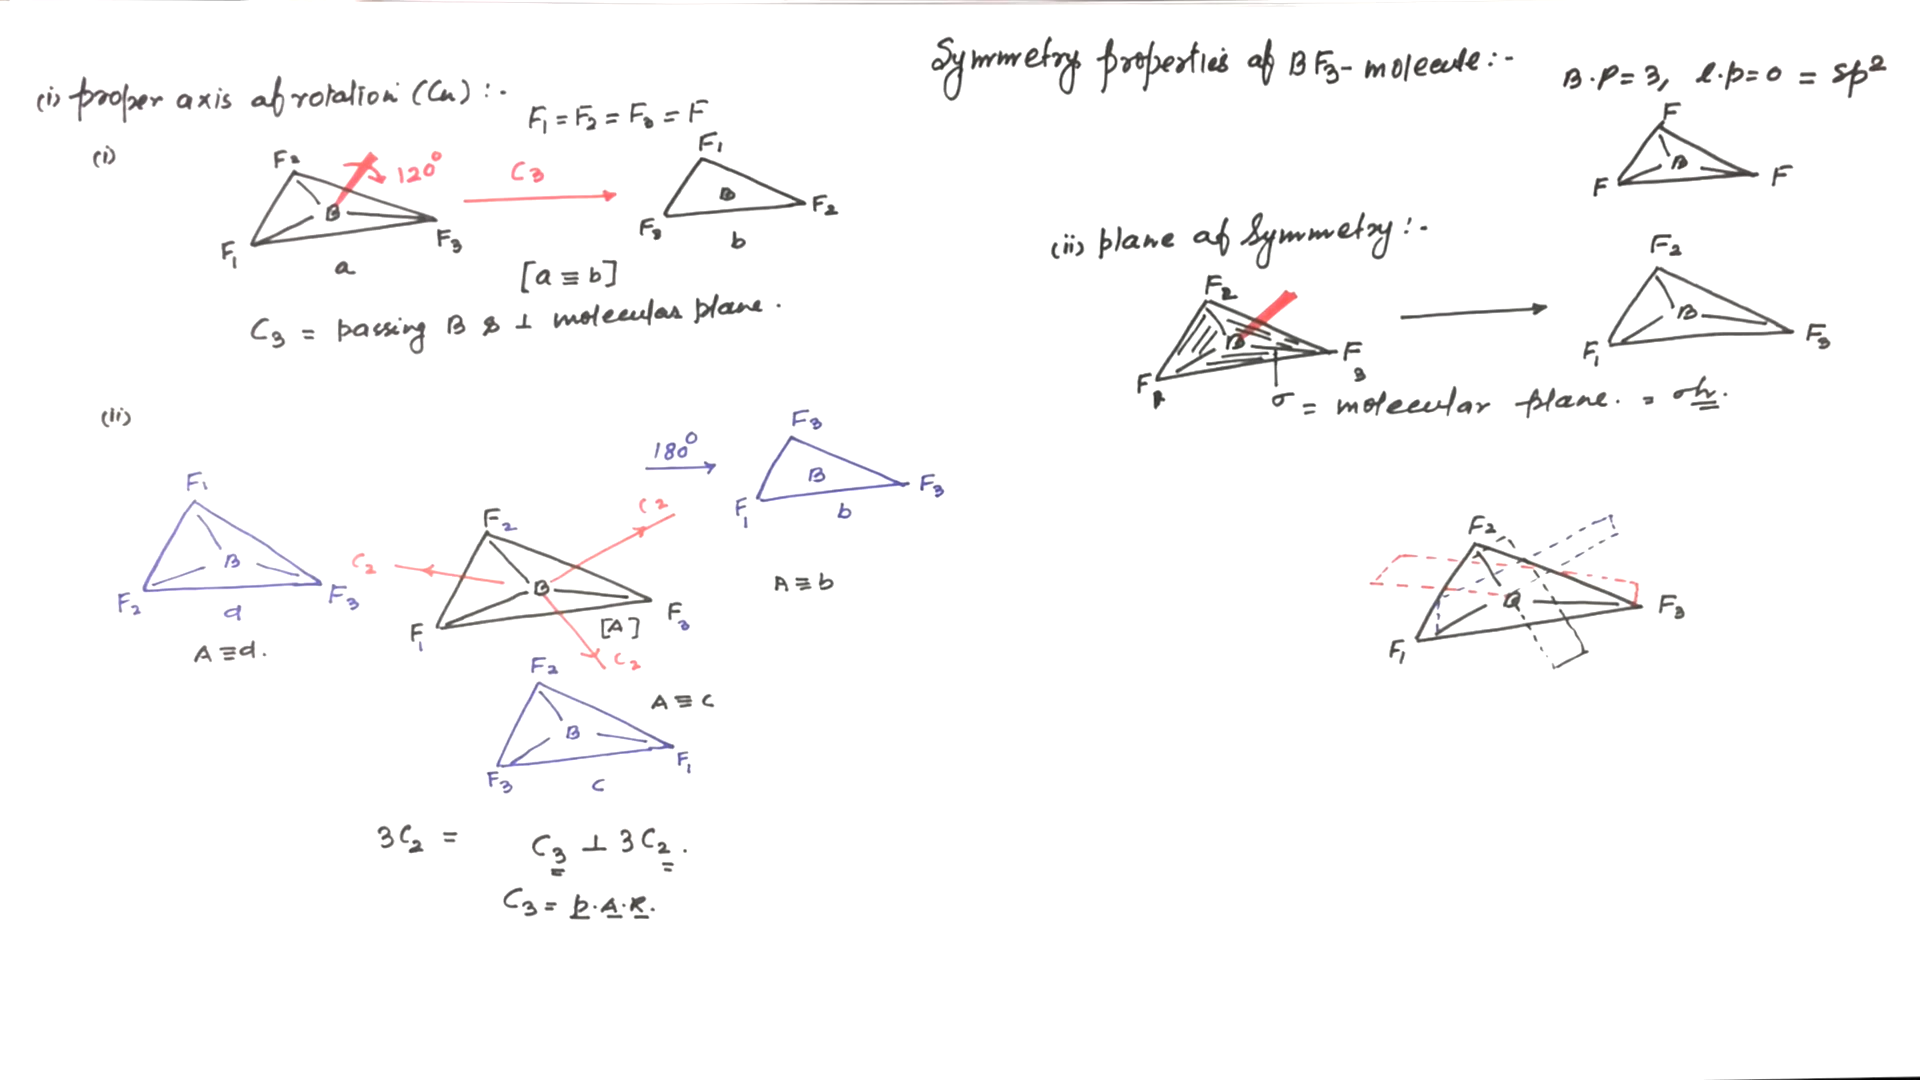 Symmetry properties of BF3- molecule:-
B.P=3, l.p=0 = sp2
F
B
F
F
(i) proper axis of rotation (Cn) :-
F1 = F2 = F3 = F
(i)
F2
120°
B
F1
F3
a
C3
F1
B
F3
F2
b
[a ≡ b]
C3 = passing B & ⊥ molecular plane.
(ii)
F1
B
F2
F3
d
A ≡ d.
F2
B
F1
F3
[A]
C2
C2
C2
180°
F3
B
F1
F3
b
A ≡ b
F2
B
F3
F1
c
A ≡ c
3C2 =
C3 ⊥ 3C2.
C3 = p.A.R.
(ii) plane of Symmetry:-
F2
B
F1
F3
F2
B
F1
F3
σ = molecular plane. = σh.
F2
B
F1
F3